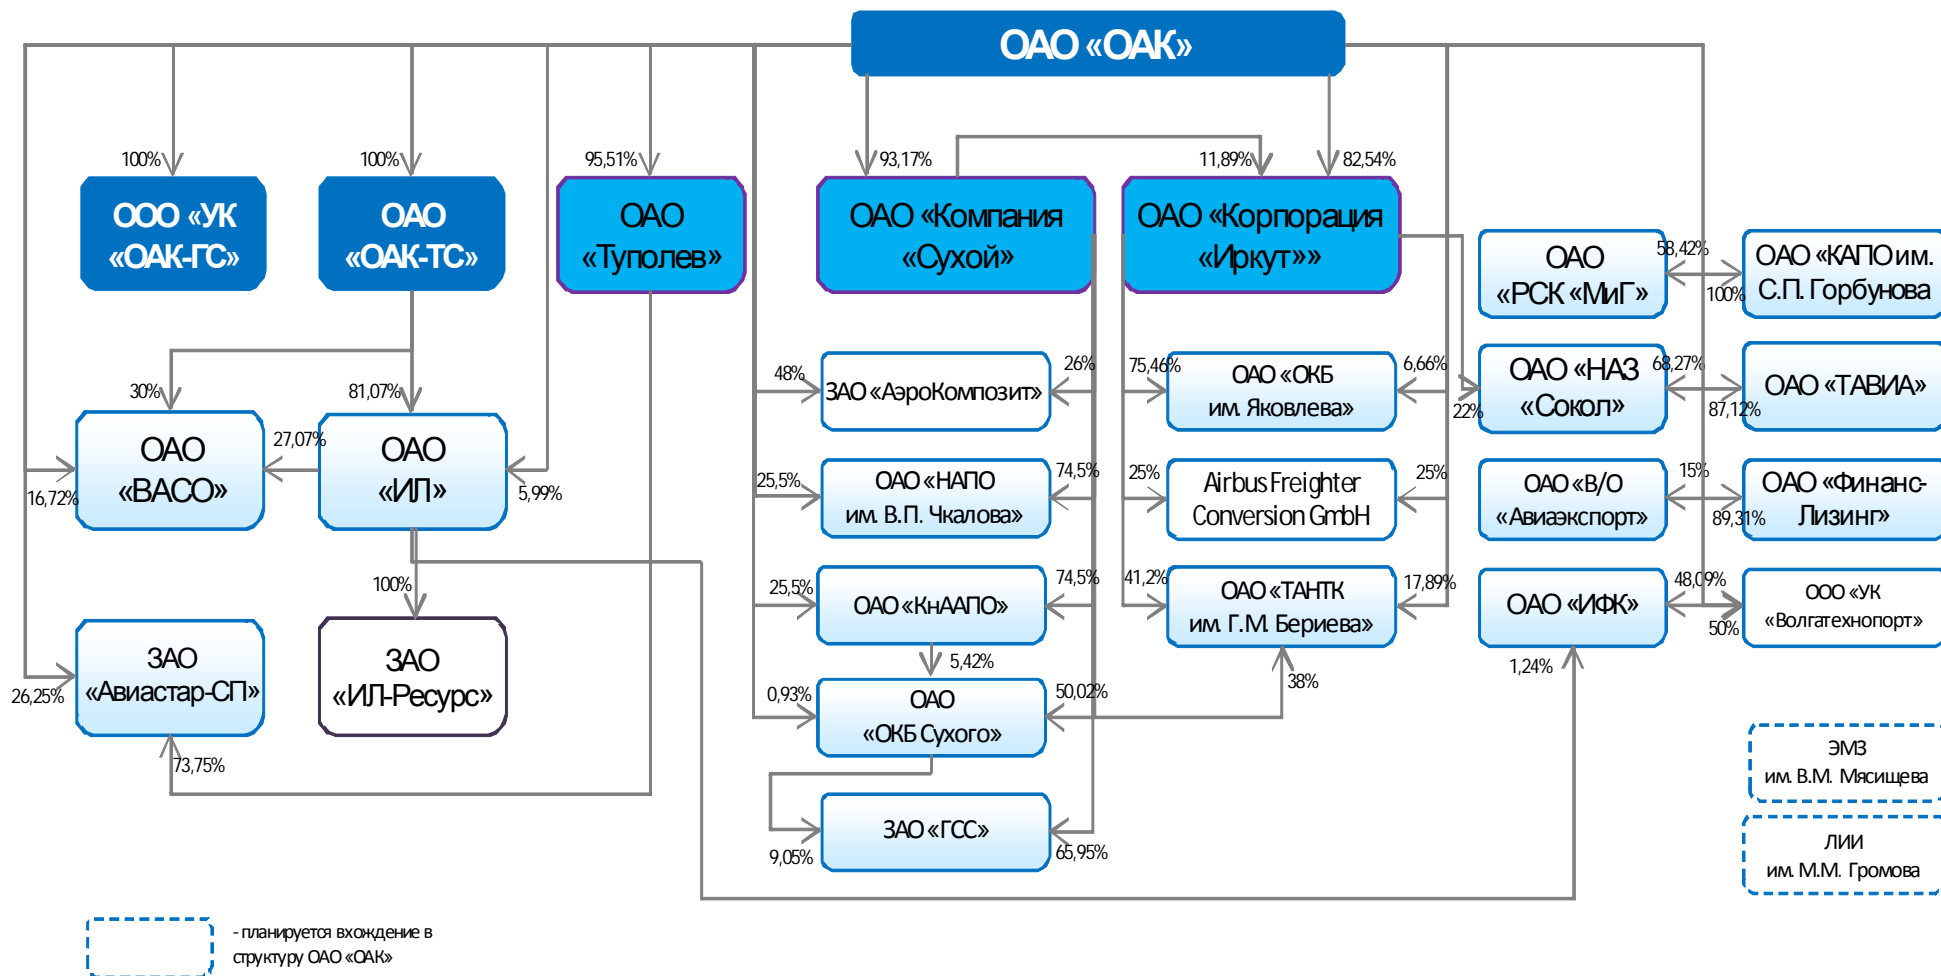 ОАО «ОАК»
100%
100%
95,51%
93,17%
11,89%
82,54%
ООО «УК
«ОАК-ГС»
ОАО
«ОАК-ТС»
ОАО
«Туполев»
ОАО «Компания
«Сухой»
ОАО «Корпорация
«Иркут»»
ОАО
«РСК «МиГ»
58,42%
100%
ОАО «КАПО им.
С.П. Горбунова
30%
81,07%
48%
ЗАО «АэроКомпозит»
26%
75,46%
ОАО «ОКБ
им. Яковлева»
6,66%
22%
ОАО «НАЗ
«Сокол»
68,27%
87,12%
ОАО «ТАВИА»
16,72%
ОАО
«ВАСО»
27,07%
ОАО
«ИЛ»
5,99%
25,5%
ОАО «НАПО
им. В.П. Чкалова»
74,5%
25%
Airbus Freighter
Conversion GmbH
25%
ОАО «В/О
«Авиаэкспорт»
15%
89,31%
ОАО «Финанс-
Лизинг»
100%
25,5%
ОАО «КнААПО»
74,5%
41,2%
ОАО «ТАНТК
им. Г.М. Бериева»
17,89%
ОАО «ИФК»
48,09%
50%
ООО «УК
«Волгатехнопорт»
26,25%
ЗАО
«Авиастар-СП»
73,75%
ЗАО
«ИЛ-Ресурс»
5,42%
0,93%
ОАО
«ОКБ Сухого»
50,02%
38%
1,24%
9,05%
ЗАО «ГСС»
65,95%
ЭМЗ
им. В.М. Мясищева
ЛИИ
им. М.М. Громова
- планируется вхождение в
структуру ОАО «ОАК»